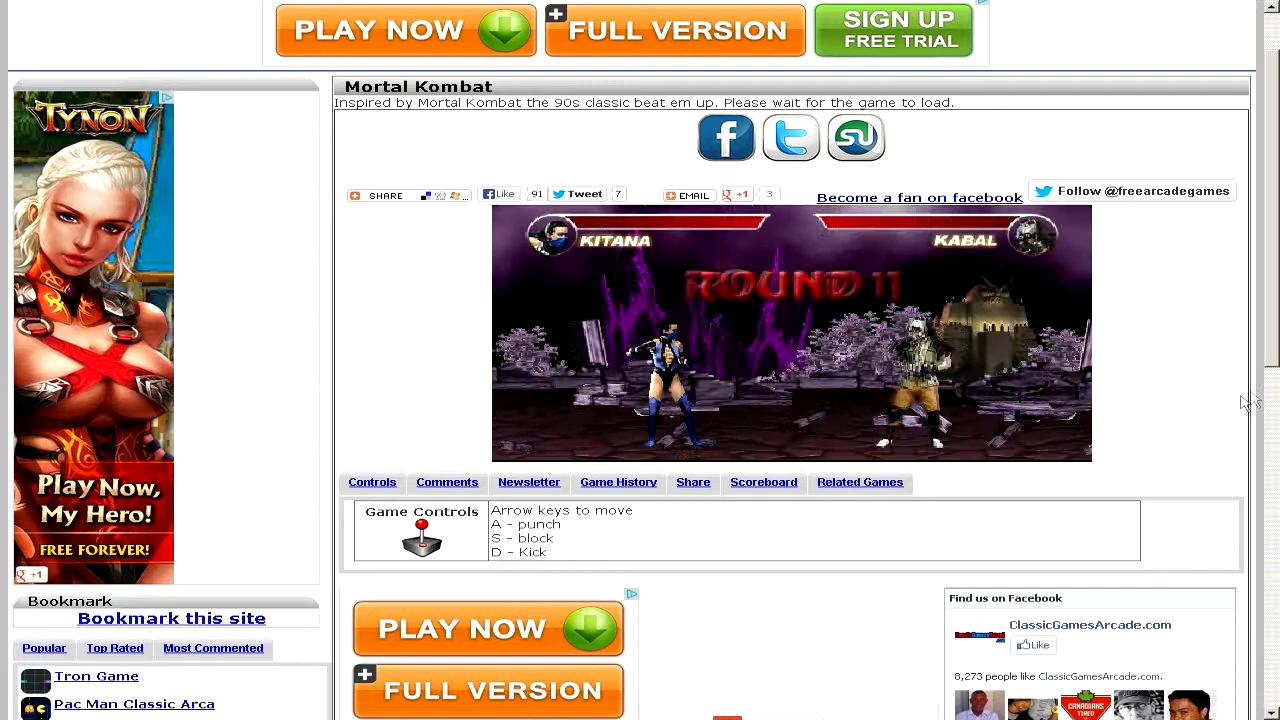 PLAY NOW
FULL VERSION
SIGN UP
FREE TRIAL
TYNON
Play Now,
My Hero!
FREE FOREVER!
+1
Bookmark
Bookmark this site
Popular
Top Rated
Most Commented
Tron Game
Pac Man Classic Arca
Mortal Kombat
Inspired by Mortal Kombat the 90s classic beat em up. Please wait for the game to load.
SHARE
Like
91
Tweet
7
EMAIL
+1
3
Become a fan on facebook
Follow @freearcadegames
KITANA
KABAL
ROUND 11
Controls
Comments
Newsletter
Game History
Share
Scoreboard
Related Games
Game Controls
Arrow keys to move
A - punch
S - block
D - Kick
PLAY NOW
FULL VERSION
Find us on Facebook
ClassicGamesArcade.com
Like
6,273 people like ClassicGamesArcade.com.
CANADIANS